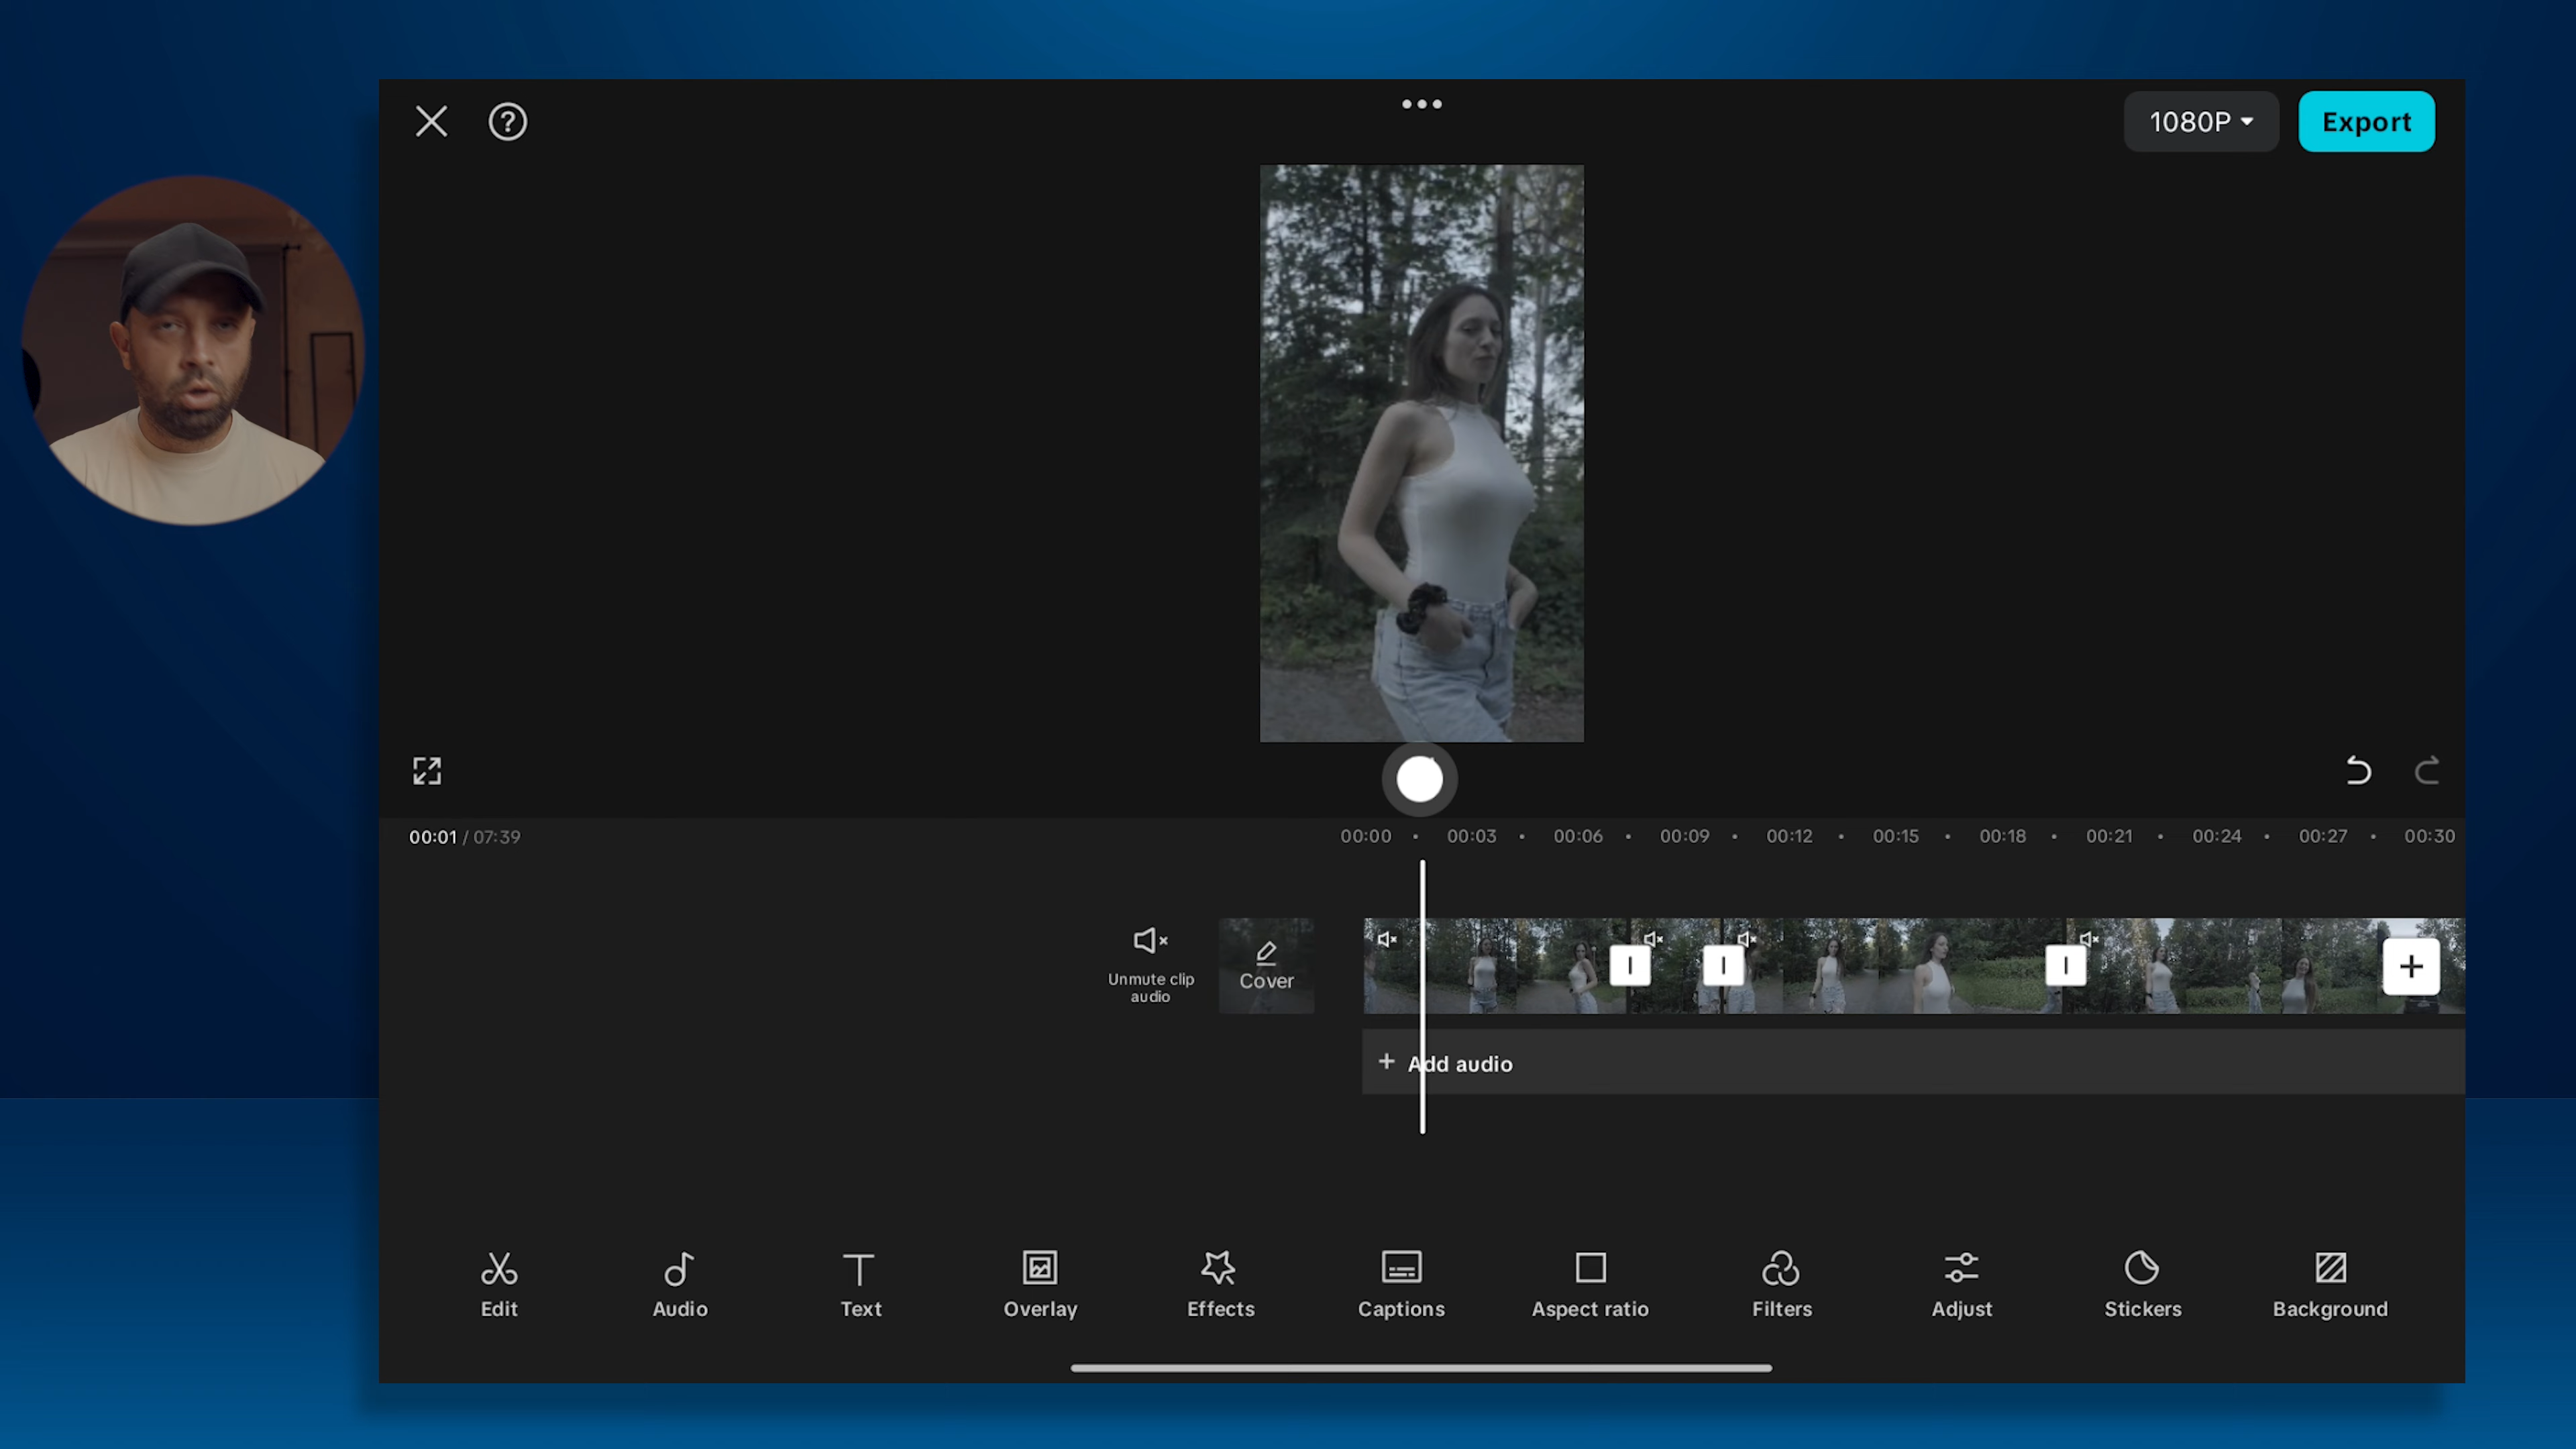 1080P
Export
00:01 / 07:39
00:00 00:03 00:06 00:09 00:12 00:15 00:18 00:21 00:24 00:27 00:30
Unmute clip
audio
Cover
+ Add audio
Edit
Audio
Text
Overlay
Effects
Captions
Aspect ratio
Filters
Adjust
Stickers
Background